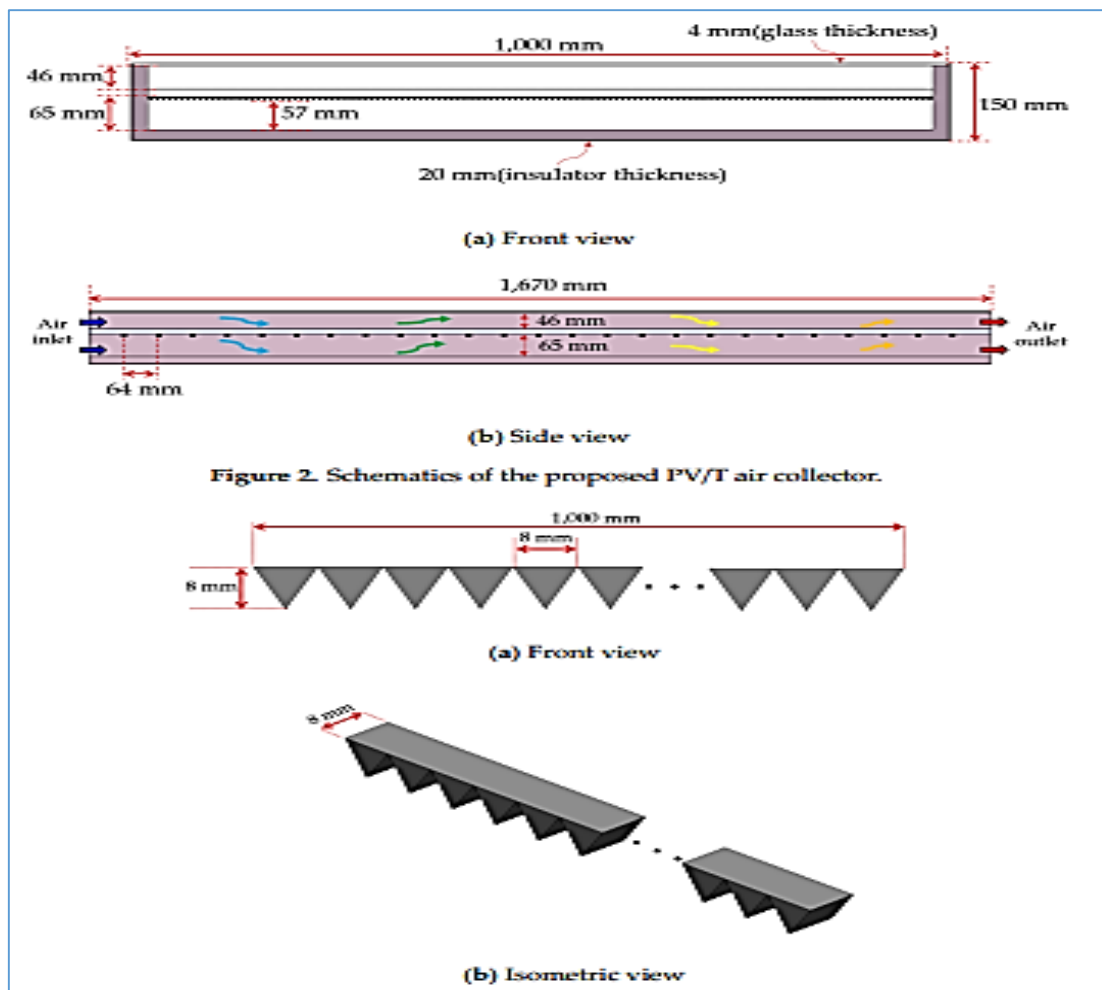 4 mm(glass thickness)
1,000 mm
46 mm
65 mm
57 mm
150 mm
20 mm(insulator thickness)
(a) Front view
1,670 mm
Air inlet
46 mm
65 mm
Air outlet
64 mm
(b) Side view
Figure 2. Schematics of the proposed PV/T air collector.
1,000 mm
8 mm
8 mm
(a) Front view
8 mm
(b) Isometric view